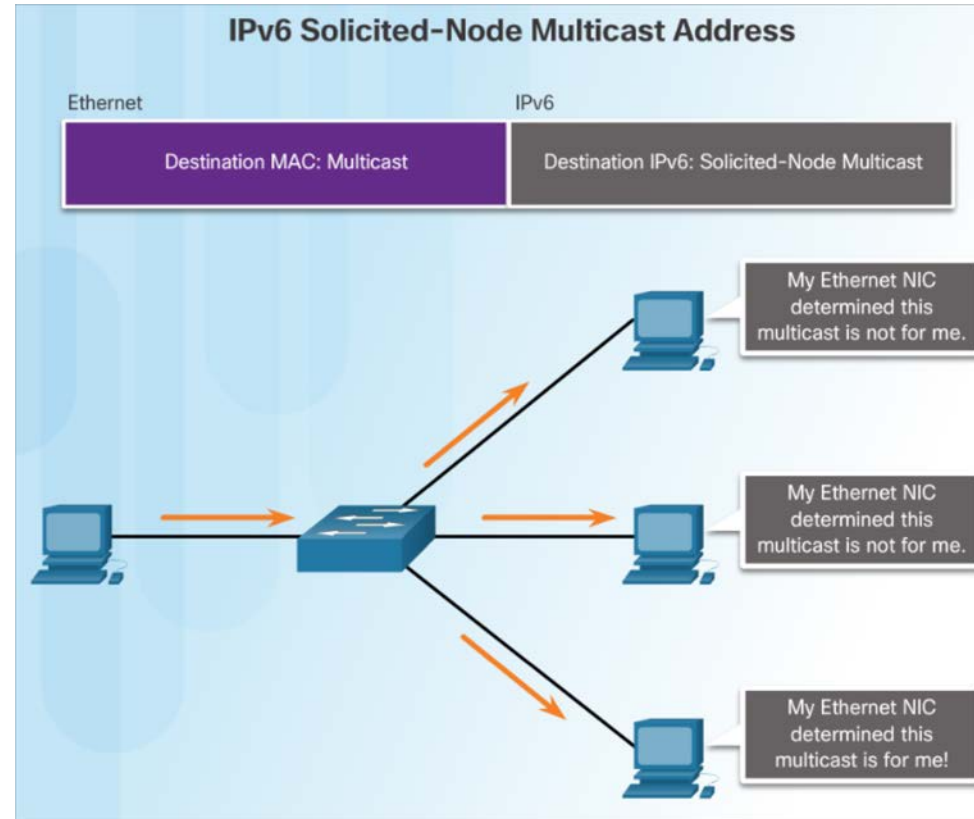 IPv6 Solicited-Node Multicast Address
Ethernet
IPv6
Destination MAC: Multicast
Destination IPv6: Solicited-Node Multicast
My Ethernet NIC
determined this
multicast is not for me.
My Ethernet NIC
determined this
multicast is not for me.
My Ethernet NIC
determined this
multicast is for me!